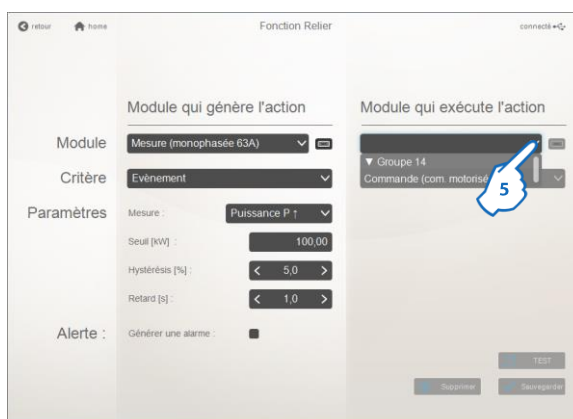 retour home Fonction Relier connecté
Module qui génère l'action Module qui exécute l'action
Module Mesure (monophasée 63A)
▼ Groupe 14
Critère Evènement Commande (com. motorisé
5
Paramètres Mesure : Puissance P ↑
Seuil [kW] : 100,00
Hystérésis [%] : < 5,0 >
Retard [s] : < 1,0 >
Alerte : Générer une alarme :
TEST
Supprimer Sauvegarder